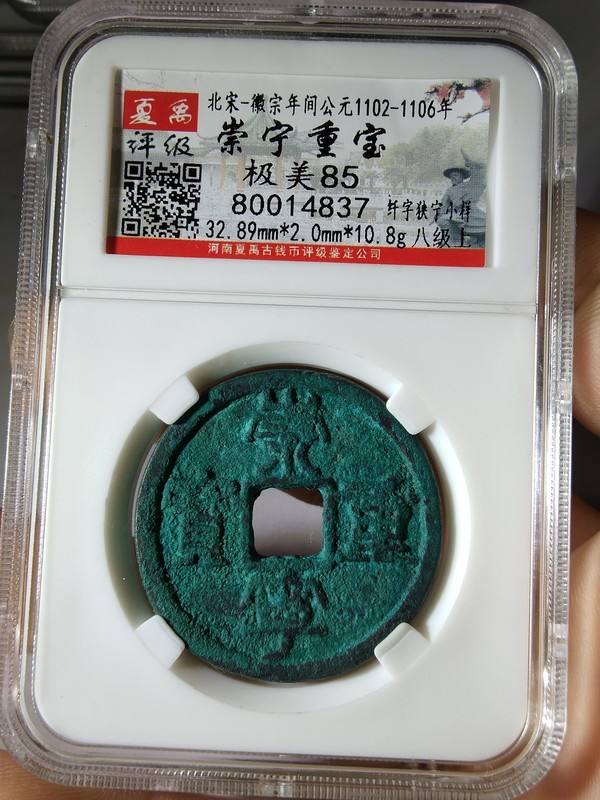 北宋-徽宗年间公元1102-1106年
夏禹
评级
崇宁重宝
极美85
80014837 纤字狭宁小样
32.89mm*2.0mm*10.8g 八级上
河南夏禹古钱币评级鉴定公司
崇
寶 重
寧